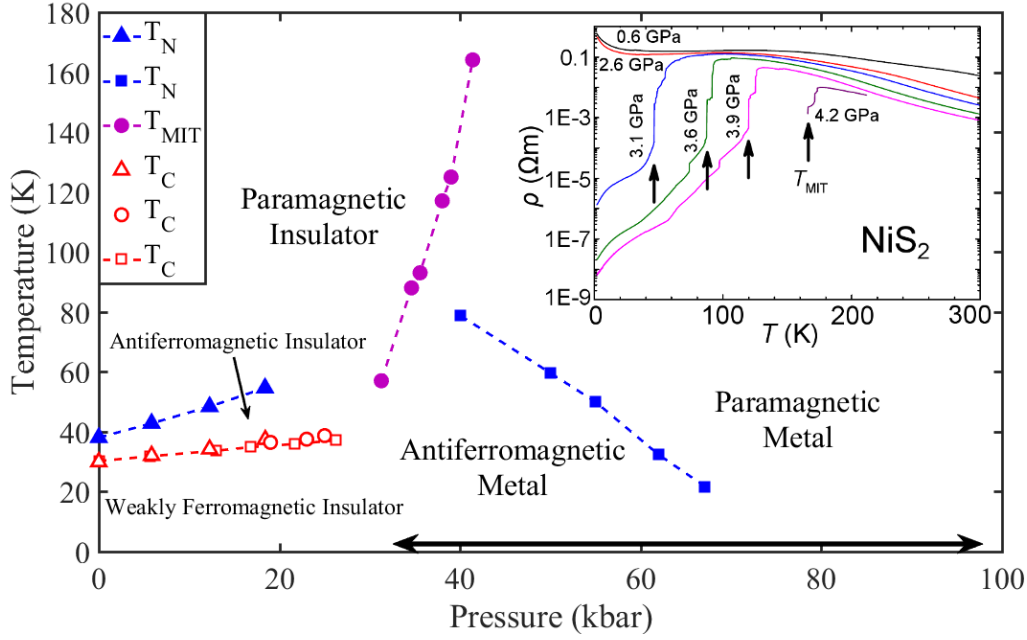 180
160
140
120
100
80
60
40
20
0
Temperature (K)
T_N
T_N
T_MIT
T_C
T_C
T_C
Paramagnetic
Insulator
Antiferromagnetic Insulator
Weakly Ferromagnetic Insulator
Antiferromagnetic
Metal
Paramagnetic
Metal
0 20 40 60 80 100
Pressure (kbar)
0.6 GPa
2.6 GPa
3.1 GPa
3.6 GPa
3.9 GPa
4.2 GPa
T_MIT
NiS₂
0.1
1E-3
1E-5
1E-7
1E-9
ρ (Ωm)
0 100 200 300
T (K)